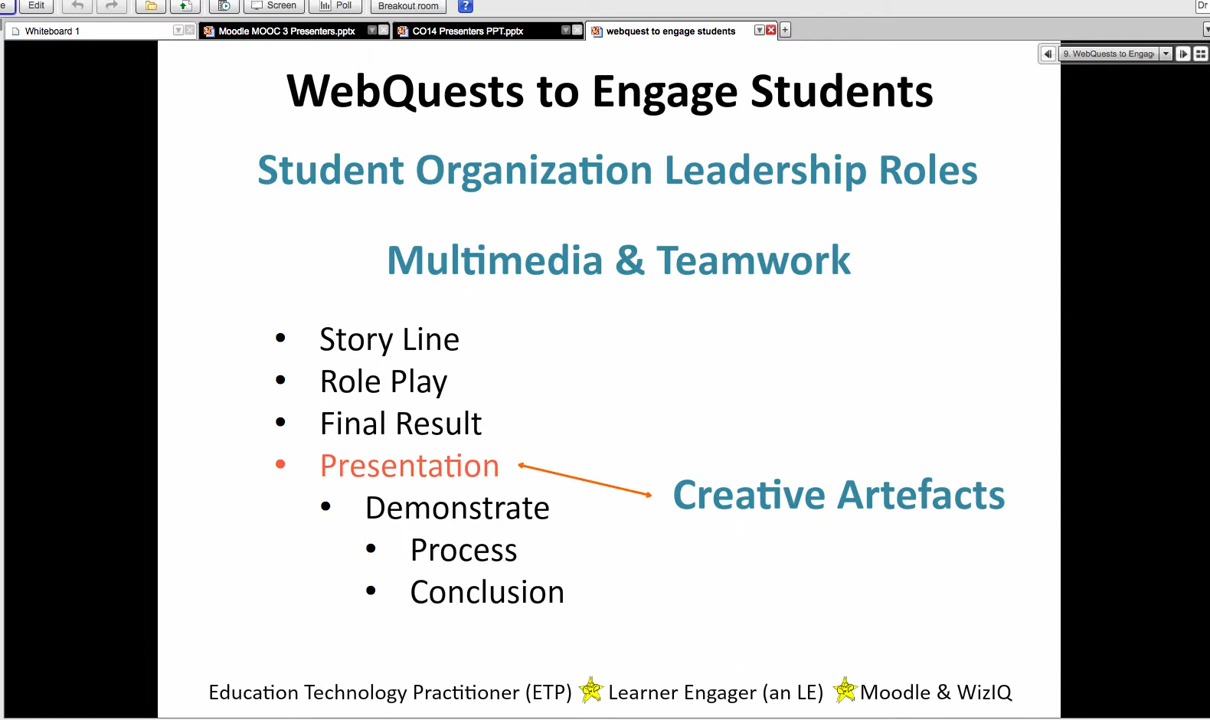 Edit
Screen
Poll
Breakout room
?
Dr
Whiteboard 1
Moodle MOOC 3 Presenters.pptx
CO14 Presenters PPT.pptx
webquest to engage students
9. WebQuests to Engag
WebQuests to Engage Students
Student Organization Leadership Roles
Multimedia & Teamwork
• Story Line
• Role Play
• Final Result
• Presentation
Creative Artefacts
• Demonstrate
• Process
• Conclusion
Education Technology Practitioner (ETP) Learner Engager (an LE) Moodle & WizIQ